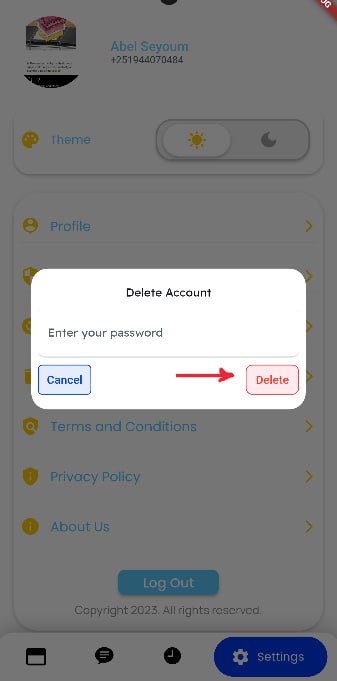 Abel Seyoum
+251944070484
Theme
Profile
Delete Account
Enter your password
Cancel
Delete
Terms and Conditions
Privacy Policy
About Us
Log Out
Copyright 2023. All rights reserved.
Settings